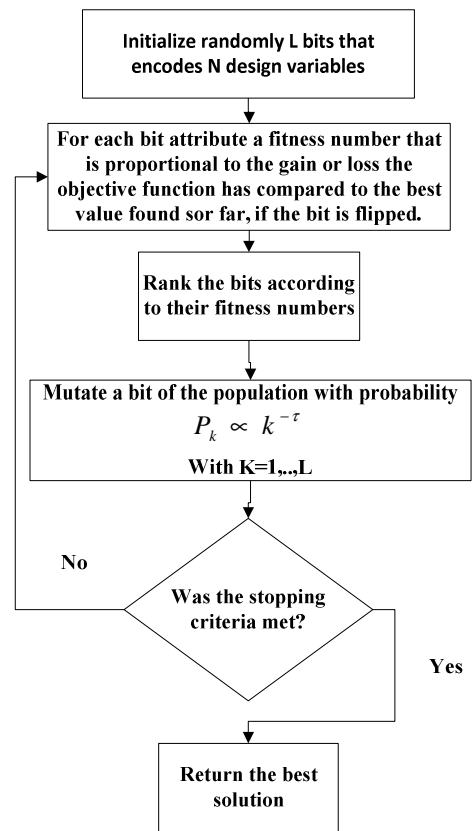 Initialize randomly L bits that
encodes N design variables
For each bit attribute a fitness number that
is proportional to the gain or loss the
objective function has compared to the best
value found sor far, if the bit is flipped.
Rank the bits according
to their fitness numbers
Mutate a bit of the population with probability
P_k ∝ k^{-τ}
With K=1,..,L
No
Was the stopping
criteria met?
Yes
Return the best
solution